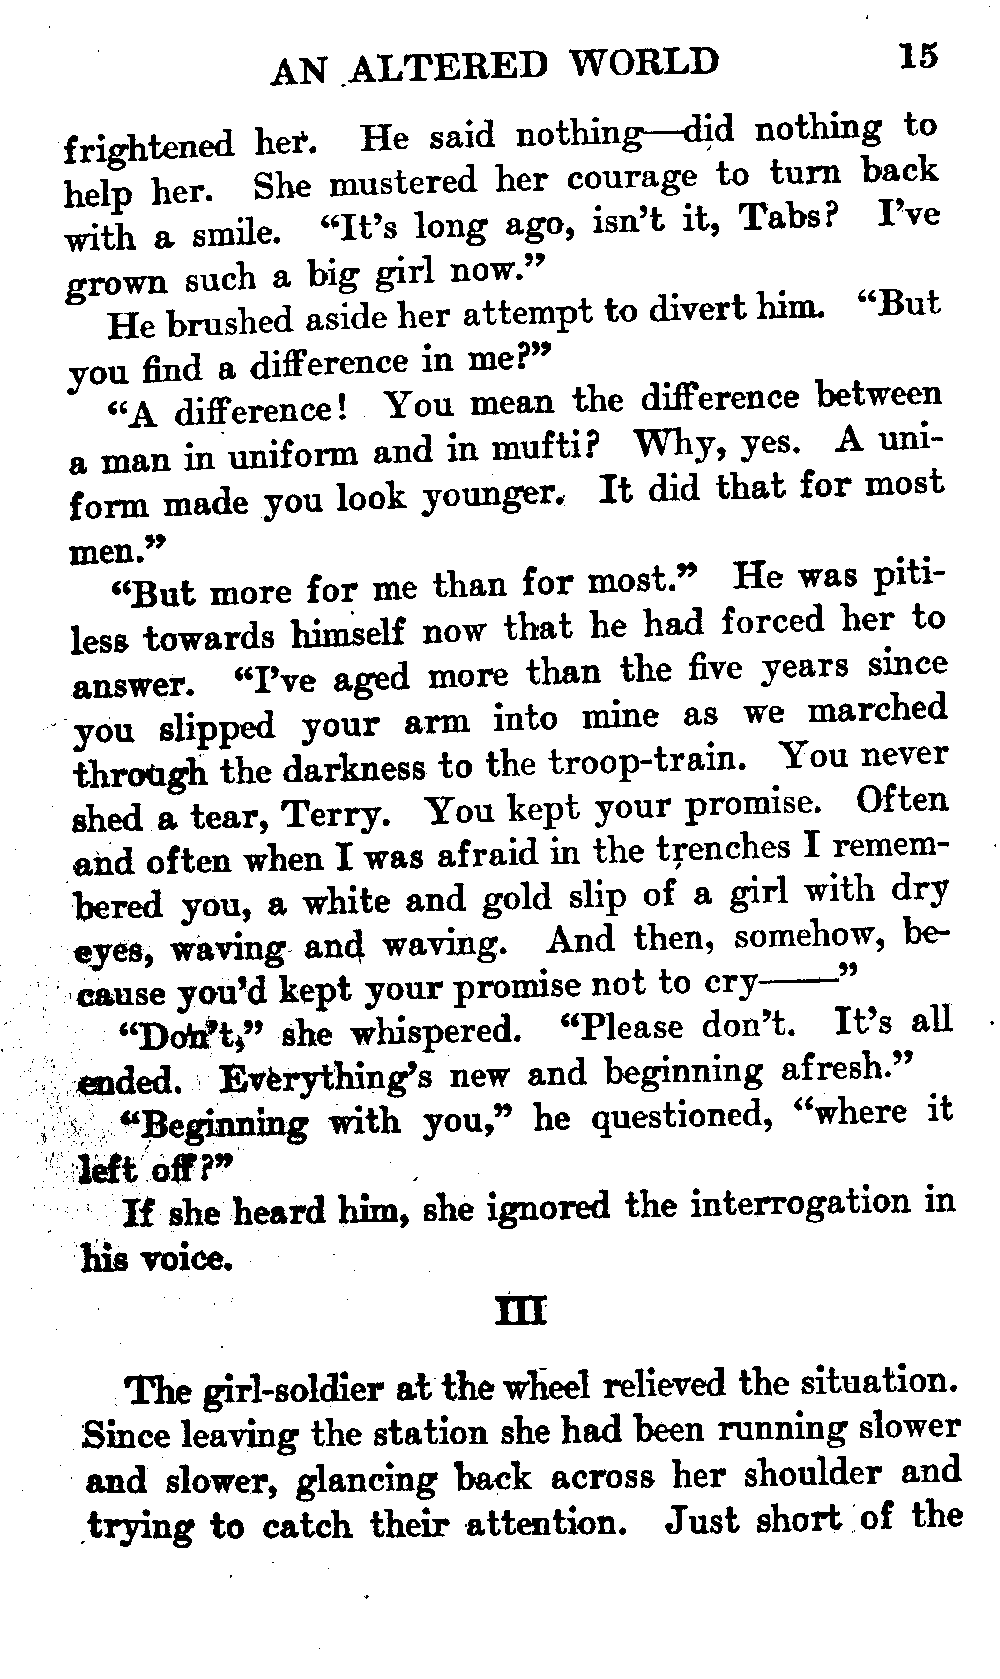 AN ALTERED WORLD 15
frightened her. He said nothing—did nothing to
help her. She mustered her courage to turn back
with a smile. “It’s long ago, isn’t it, Tabs? I’ve
grown such a big girl now.”
He brushed aside her attempt to divert him. “But
you find a difference in me?”
“A difference! You mean the difference between
a man in uniform and in mufti? Why, yes. A uni-
form made you look younger. It did that for most
men.”
“But more for me than for most.” He was piti-
less towards himself now that he had forced her to
answer. “I’ve aged more than the five years since
you slipped your arm into mine as we marched
through the darkness to the troop-train. You never
shed a tear, Terry. You kept your promise. Often
and often when I was afraid in the trenches I remem-
bered you, a white and gold slip of a girl with dry
eyes, waving and waving. And then, somehow, be-
cause you’d kept your promise not to cry——”
“Don’t,” she whispered. “Please don’t. It’s all
ended. Everything’s new and beginning afresh.”
“Beginning with you,” he questioned, “where it
left off?”
If she heard him, she ignored the interrogation in
his voice.
III
The girl-soldier at the wheel relieved the situation.
Since leaving the station she had been running slower
and slower, glancing back across her shoulder and
trying to catch their attention. Just short of the